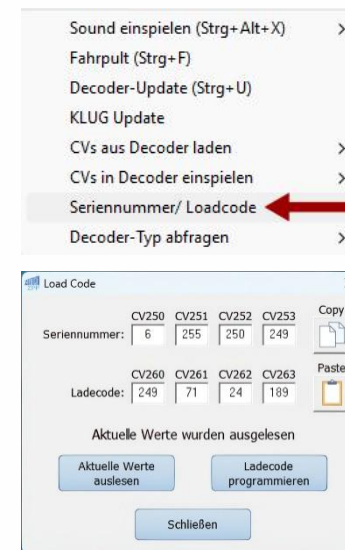 Sound einspielen (Strg+Alt+X)
Fahrpult (Strg+F)
Decoder-Update (Strg+U)
KLUG Update
CVs aus Decoder laden
CVs in Decoder einspielen
Seriennummer/ Loadcode
Decoder-Typ abfragen
Load Code
CV250 CV251 CV252 CV253 Copy
Seriennummer: 6 255 250 249
CV260 CV261 CV262 CV263 Paste
Ladecode: 249 71 24 189
Aktuelle Werte wurden ausgelesen
Aktuelle Werte auslesen
Ladecode programmieren
Schließen